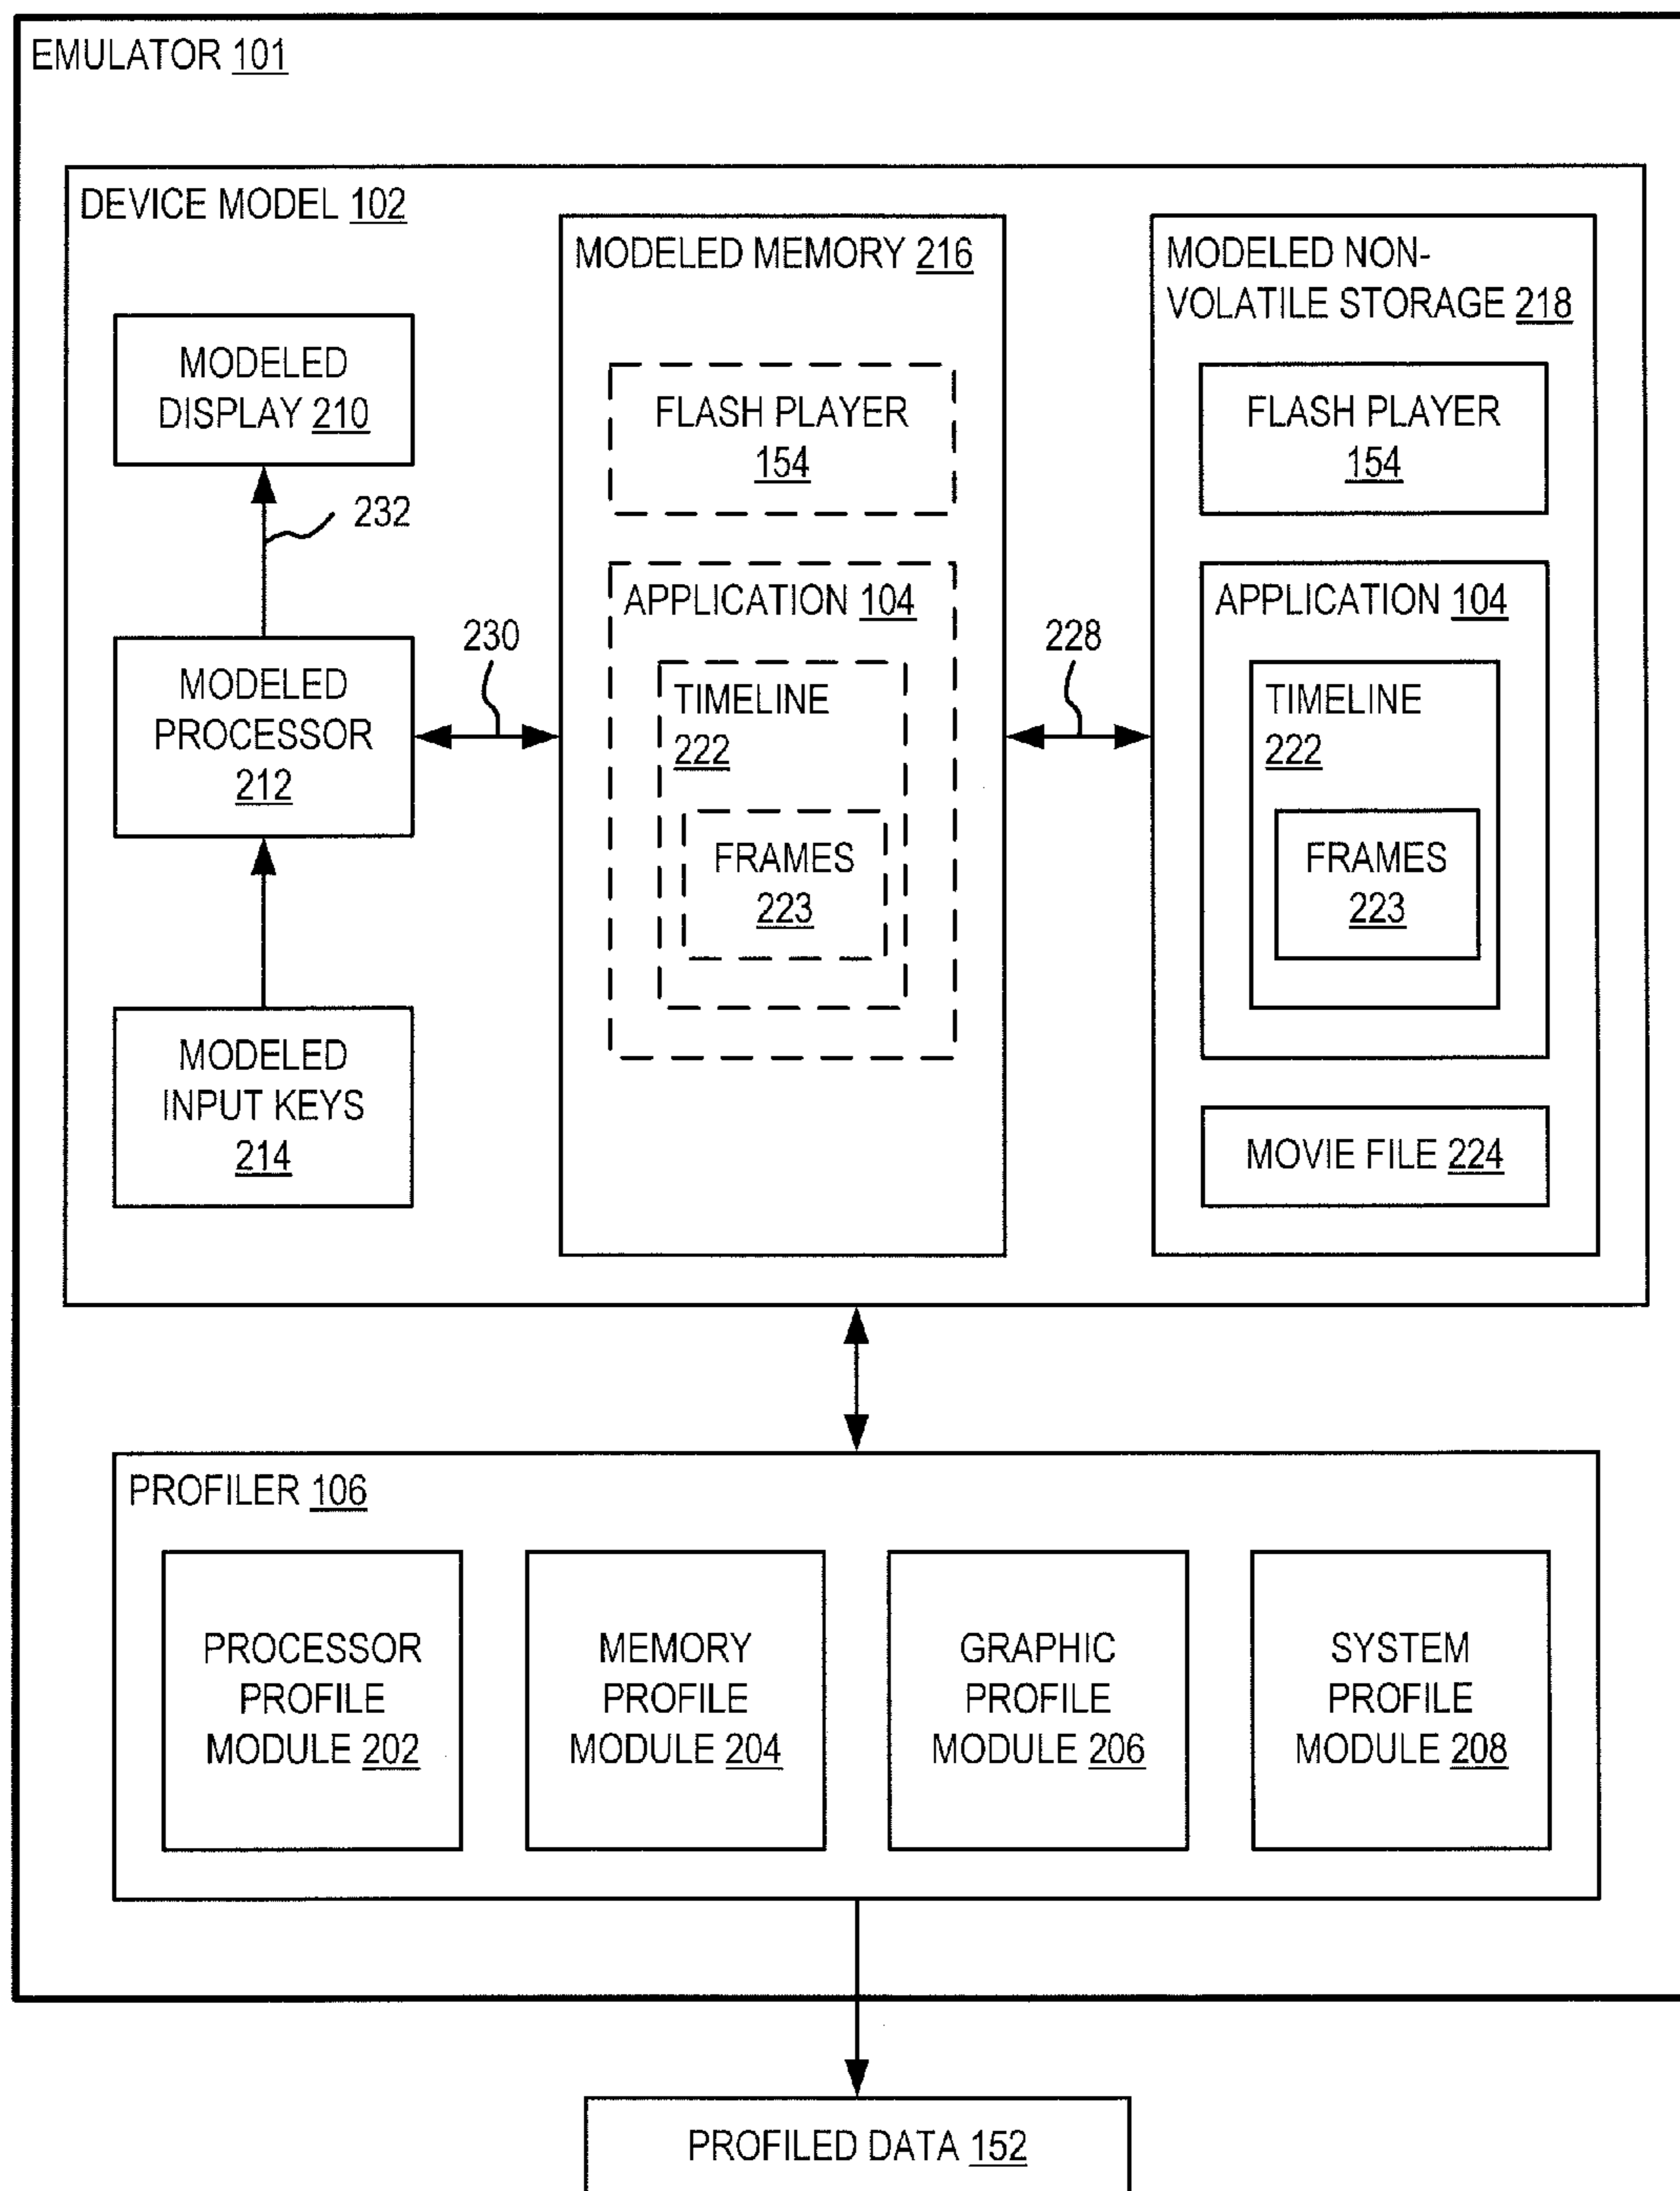 EMULATOR 101
DEVICE MODEL 102
MODELED
DISPLAY 210
232
MODELED
PROCESSOR
212
MODELED
INPUT KEYS
214
230
MODELED MEMORY 216
FLASH PLAYER
154
APPLICATION 104
TIMELINE
222
FRAMES
223
228
MODELED NON-
VOLATILE STORAGE 218
FLASH PLAYER
154
APPLICATION 104
TIMELINE
222
FRAMES
223
MOVIE FILE 224
PROFILER 106
PROCESSOR
PROFILE
MODULE 202
MEMORY
PROFILE
MODULE 204
GRAPHIC
PROFILE
MODULE 206
SYSTEM
PROFILE
MODULE 208
PROFILED DATA 152